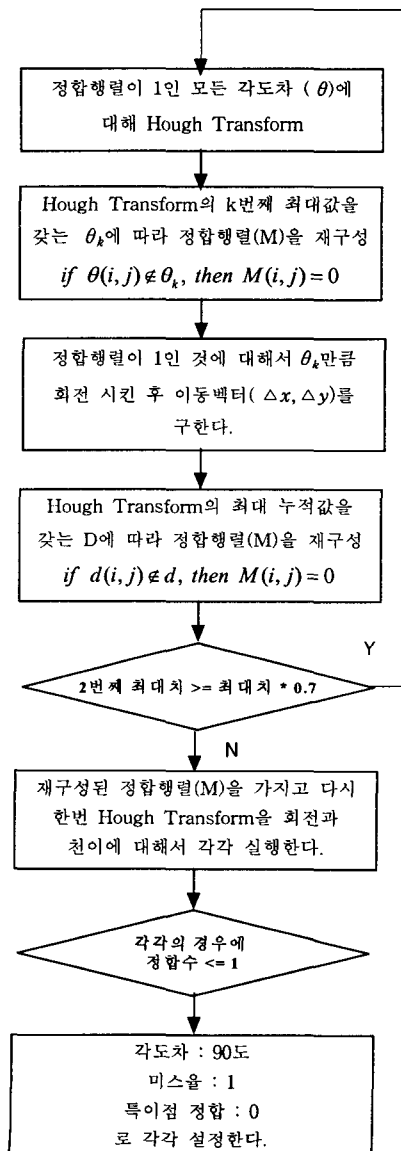 정합행렬이 1인 모든 각도차 ( θ)에
대해 Hough Transform
Hough Transform의 k번째 최대값을
갖는 θk에 따라 정합행렬(M)을 재구성
if θ(i, j)∉θk, then M(i, j)=0
정합행렬이 1인 것에 대해서 θk만큼
회전 시킨 후 이동벡터( △x, △y)를
구한다.
Hough Transform의 최대 누적값을
갖는 D에 따라 정합행렬(M)을 재구성
if d(i, j)∉d, then M(i, j)=0
Y
2번째 최대치 >= 최대치 * 0.7
N
재구성된 정합행렬(M)을 가지고 다시
한번 Hough Transform을 회전과
천이에 대해서 각각 실행한다.
각각의 경우에
정합수 <= 1
각도차 : 90도
미스율 : 1
특이점 정합 : 0
로 각각 설정한다.